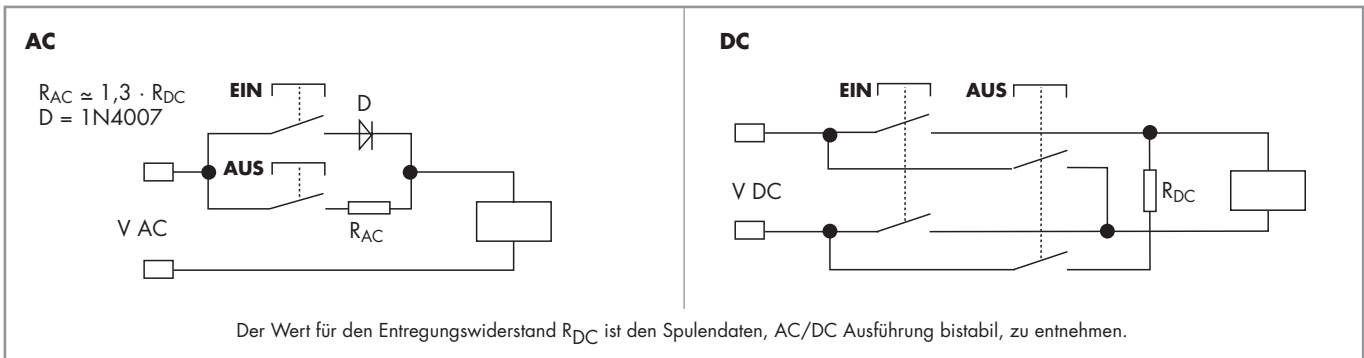 AC
R_AC ≃ 1,3 · R_DC
D = 1N4007
EIN
D
AUS
R_AC
V AC
DC
EIN
AUS
V DC
R_DC
Der Wert für den Entregungswiderstand R_DC ist den Spulendaten, AC/DC Ausführung bistabil, zu entnehmen.